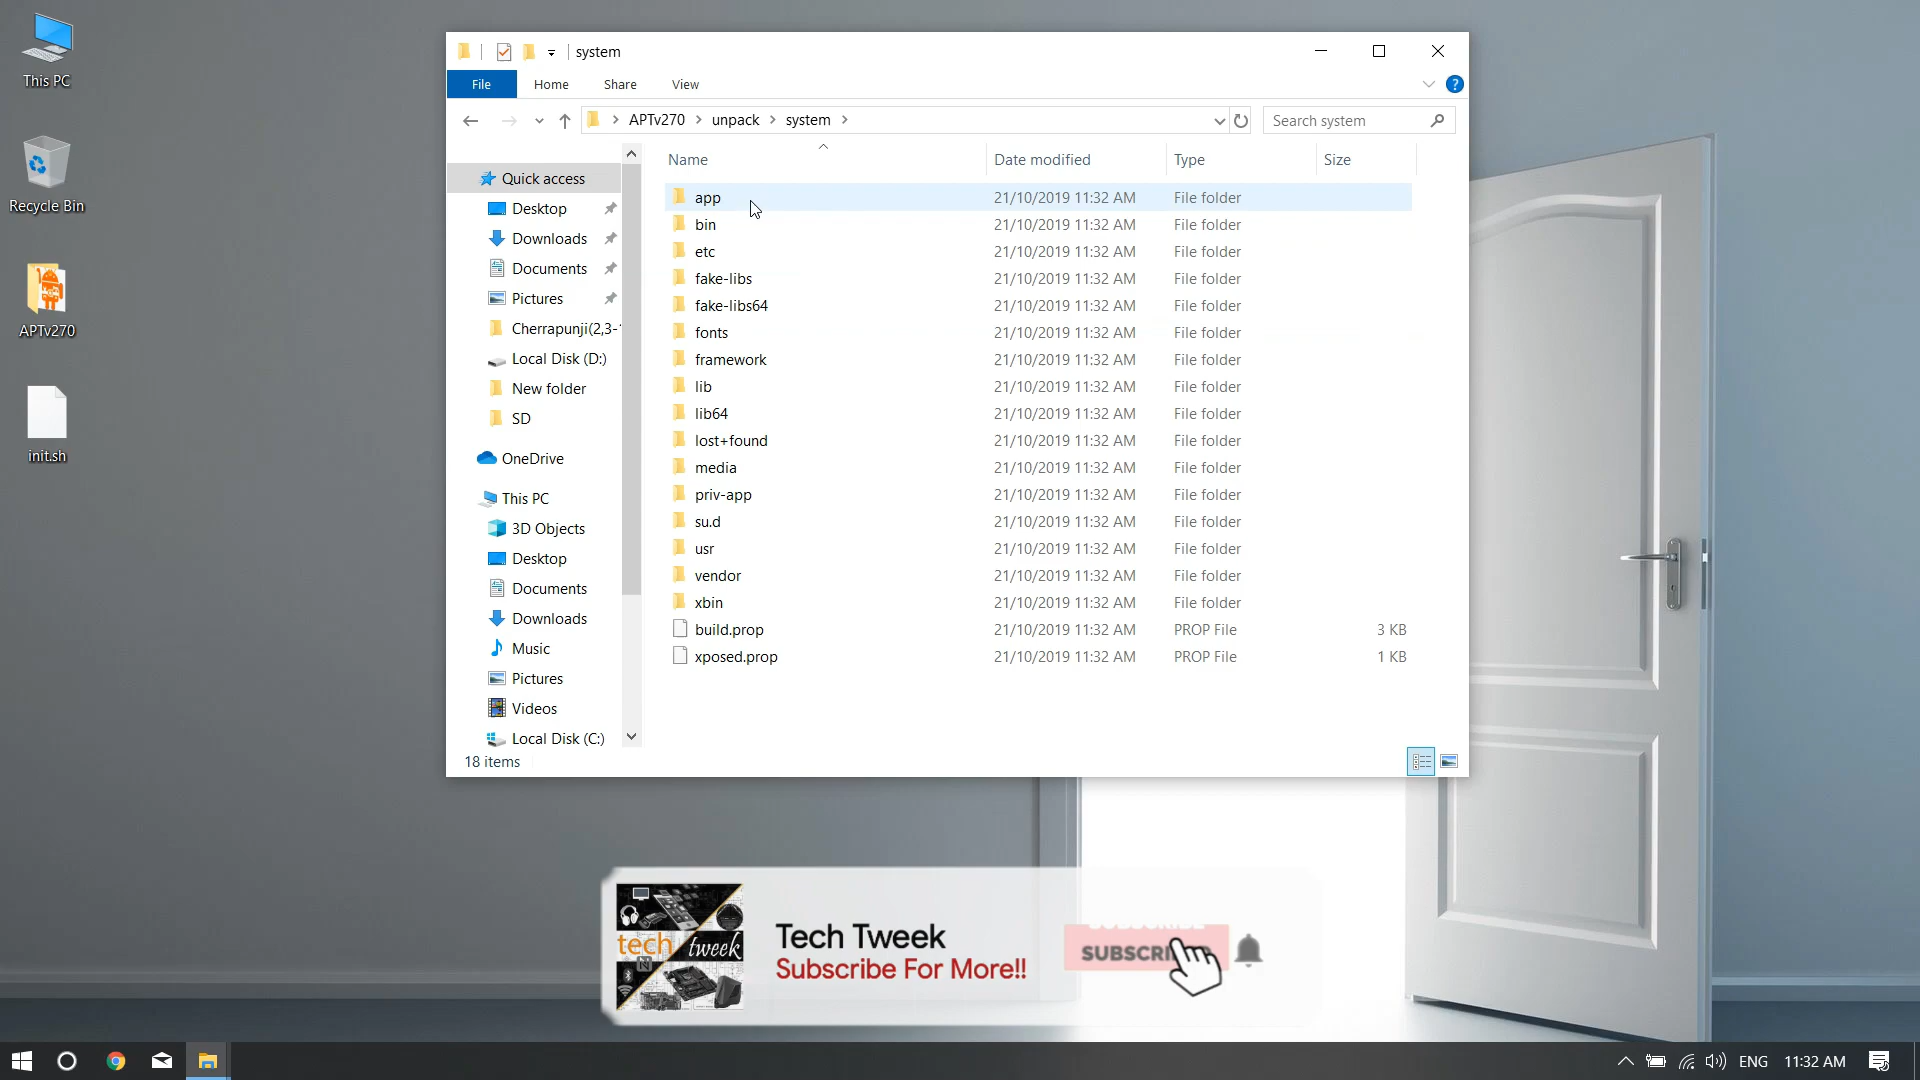 This PC
Recycle Bin
APTv270
init.sh
system
File
Home
Share
View
?
APTv270
unpack
system
Search system
Quick access
Desktop
Downloads
Documents
Pictures
Cherrapunji(2,3-
Local Disk (D:)
New folder
SD
OneDrive
This PC
3D Objects
Desktop
Documents
Downloads
Music
Pictures
Videos
Local Disk (C:)
Name Date modified Type Size
app 21/10/2019 11:32 AM File folder
bin 21/10/2019 11:32 AM File folder
etc 21/10/2019 11:32 AM File folder
fake-libs 21/10/2019 11:32 AM File folder
fake-libs64 21/10/2019 11:32 AM File folder
fonts 21/10/2019 11:32 AM File folder
framework 21/10/2019 11:32 AM File folder
lib 21/10/2019 11:32 AM File folder
lib64 21/10/2019 11:32 AM File folder
lost+found 21/10/2019 11:32 AM File folder
media 21/10/2019 11:32 AM File folder
priv-app 21/10/2019 11:32 AM File folder
su.d 21/10/2019 11:32 AM File folder
usr 21/10/2019 11:32 AM File folder
vendor 21/10/2019 11:32 AM File folder
xbin 21/10/2019 11:32 AM File folder
build.prop 21/10/2019 11:32 AM PROP File 3 KB
xposed.prop 21/10/2019 11:32 AM PROP File 1 KB
18 items
tech tweek
Tech Tweek
Subscribe For More!!
SUBSCRI
ENG
11:32 AM